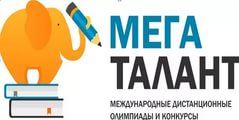 МЕГА
ТАЛАНТ
МЕЖДУНАРОДНЫЕ ДИСТАНЦИОННЫЕ
ОЛИМПИАДЫ И КОНКУРСЫ